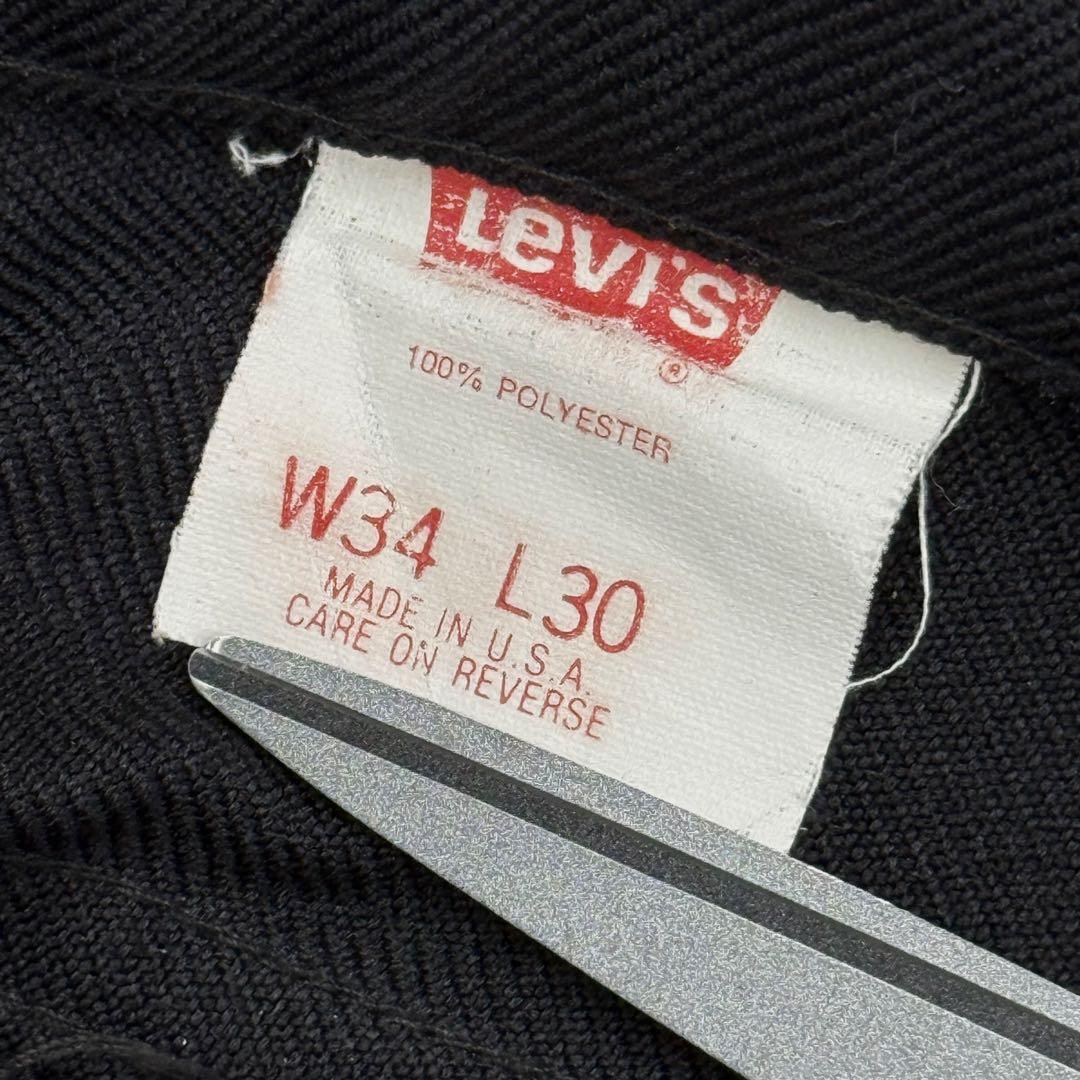 Levi's
®
100% POLYESTER
W34 L30
MADE IN U.S.A.
CARE ON REVERSE